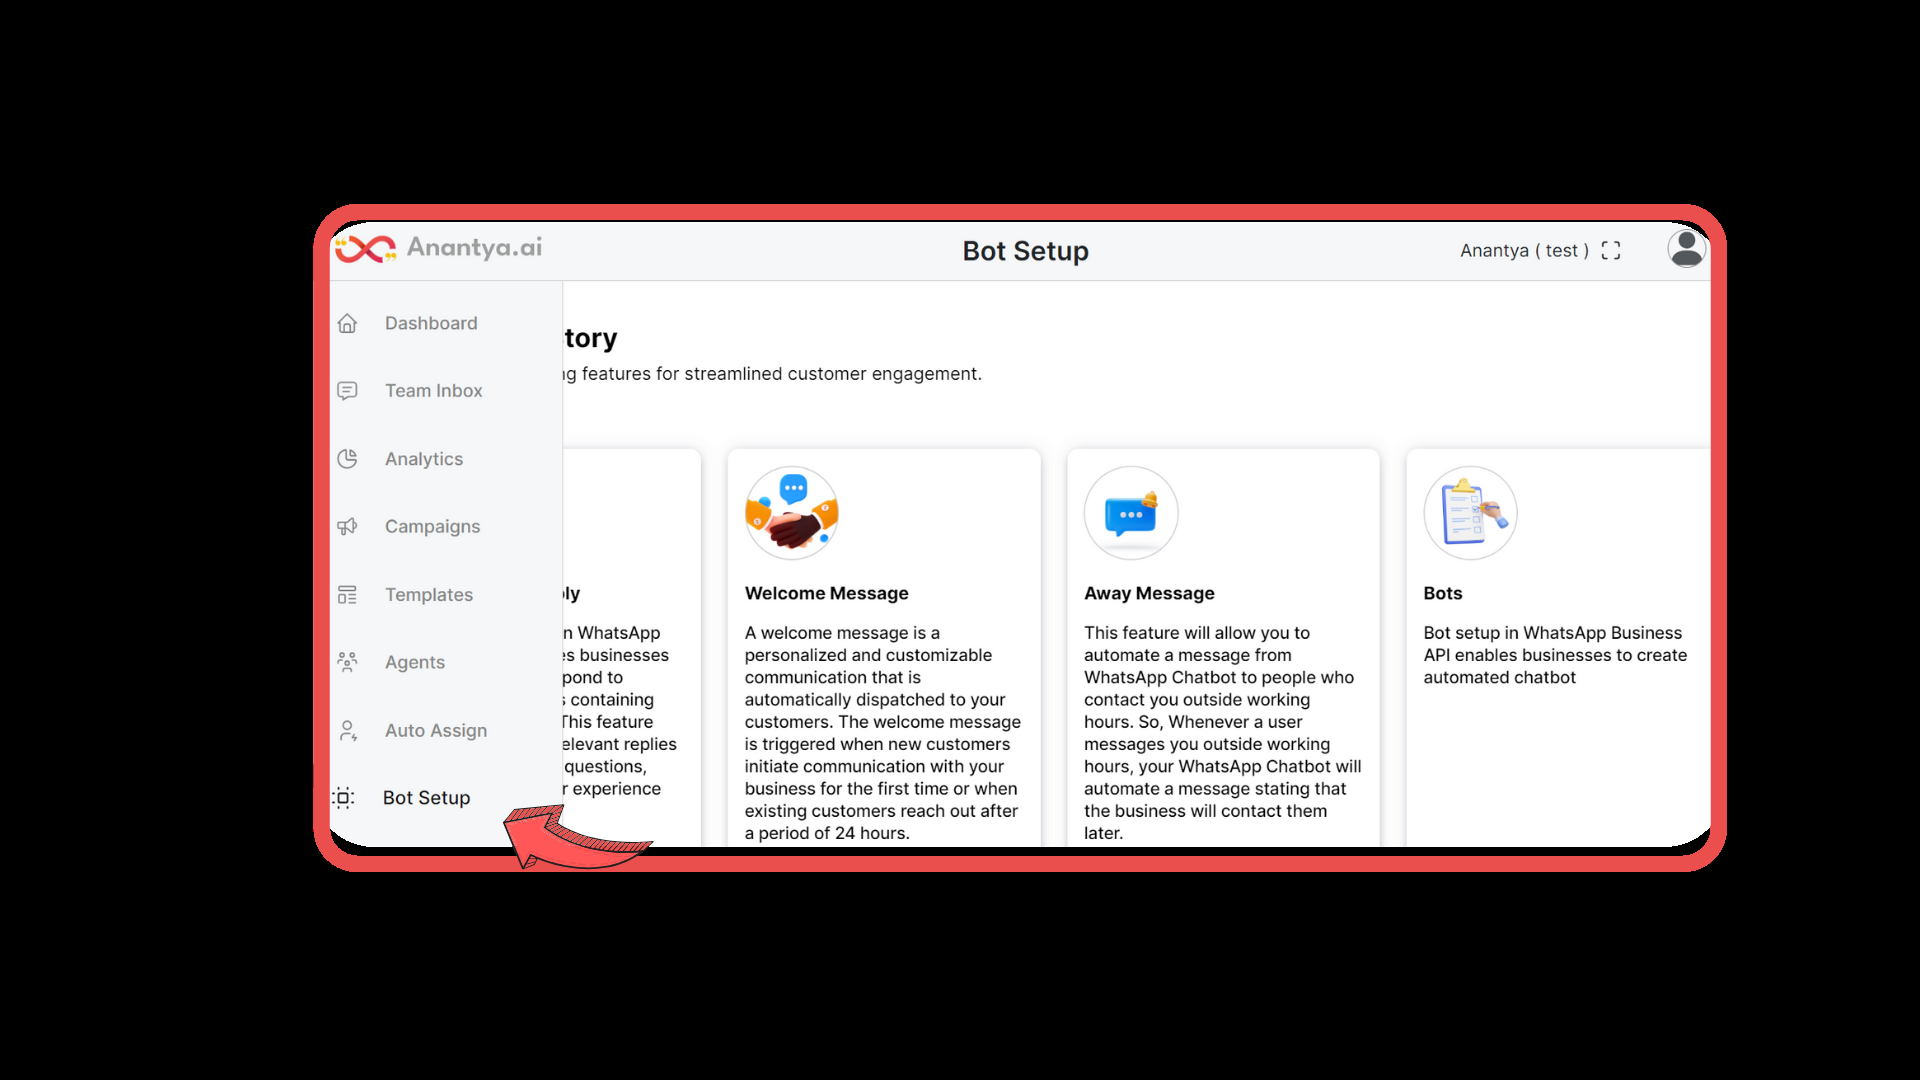 Anantya.ai
Bot Setup
Anantya ( test )
Dashboard
Team Inbox
Analytics
Campaigns
Templates
Agents
Auto Assign
Bot Setup
tory
features for streamlined customer engagement.
ly
n WhatsApp
es businesses
pond to
containing
This feature
elevant replies
questions,
r experience
Welcome Message
A welcome message is a
personalized and customizable
communication that is
automatically dispatched to your
customers. The welcome message
is triggered when new customers
initiate communication with your
business for the first time or when
existing customers reach out after
a period of 24 hours.
Away Message
This feature will allow you to
automate a message from
WhatsApp Chatbot to people who
contact you outside working
hours. So, Whenever a user
messages you outside working
hours, your WhatsApp Chatbot will
automate a message stating that
the business will contact them
later.
Bots
Bot setup in WhatsApp Business
API enables businesses to create
automated chatbot